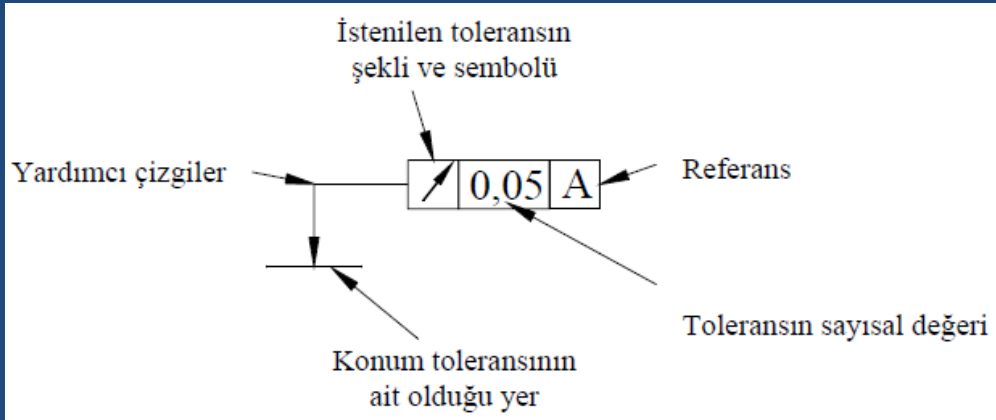 İstenilen toleransın
şekli ve sembolü
Yardımcı çizgiler
0,05 A
Referans
Toleransın sayısal değeri
Konum toleransının
ait olduğu yer